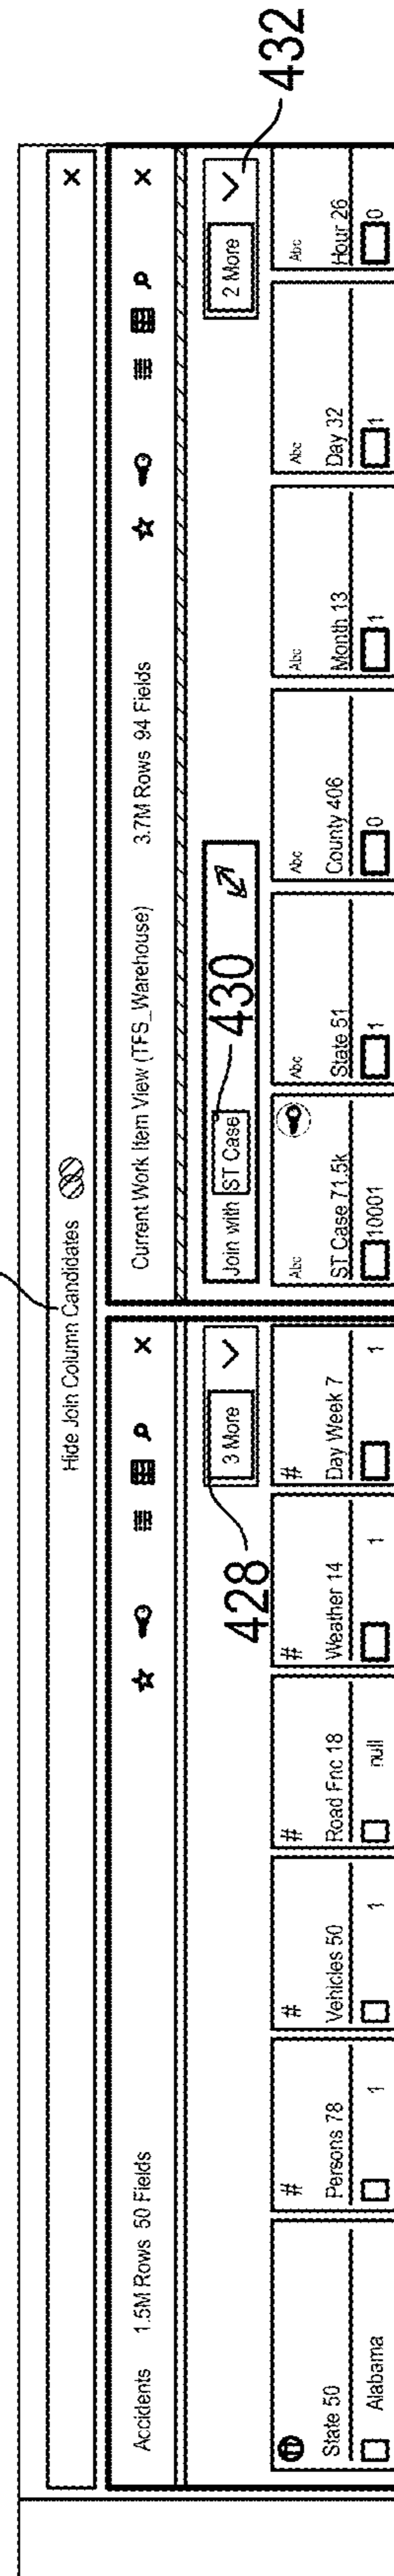 Hide Join Column Candidates
Accidents 1.5M Rows 50 Fields
Current Work Item View (TFS_Warehouse) 3.7M Rows 94 Fields
428
3 More
Join with ST Case
430
2 More
432
#
#
#
#
#
Abc
Abc
Abc
Abc
Abc
Abc
State 50
Persons 78
Vehicles 50
Road Fnc 18
Weather 14
Day Week 7
ST Case 71.5k
State 51
County 406
Month 13
Day 32
Hour 26
Alabama
1
1
null
1
1
10001
1
0
1
1
0